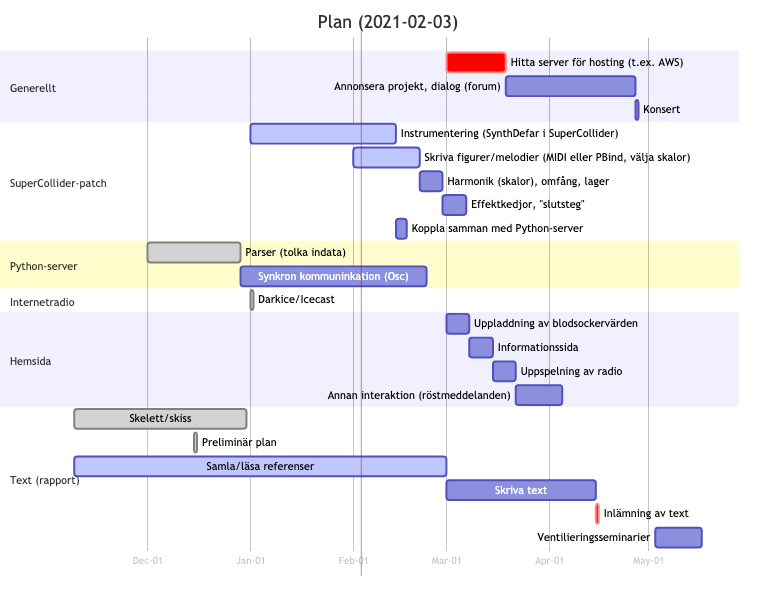 Plan (2021-02-03)
Generellt
Hitta server för hosting (t.ex. AWS)
Annonsera projekt, dialog (forum)
Konsert
SuperCollider-patch
Instrumentering (SynthDefar i SuperCollider)
Skriva figurer/melodier (MIDI eller PBind, välja skalor)
Harmonik (skalor), omfång, lager
Effektkedjor, "slutsteg"
Koppla samman med Python-server
Python-server
Parser (tolka indata)
Synkron kommuninkation (Osc)
Internetradio
Darkice/Icecast
Hemsida
Uppladdning av blodsockervärden
Informationssida
Uppspelning av radio
Annan interaktion (röstmeddelanden)
Text (rapport)
Skelett/skiss
Preliminär plan
Samla/läsa referenser
Skriva text
Inlämning av text
Ventilieringsseminarier
Dec-01
Jan-01
Feb-01
Mar-01
Apr-01
May-01